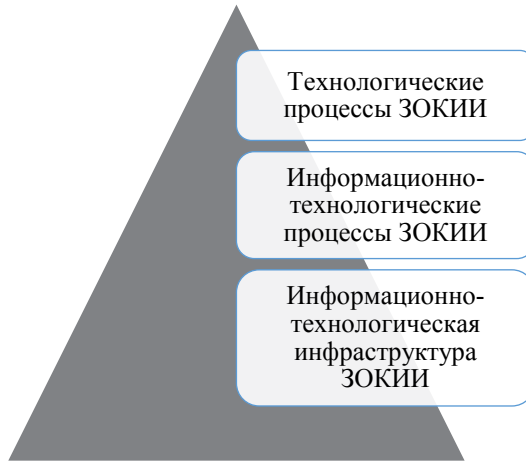 Технологические
процессы ЗОКИИ
Информационно-
технологические
процессы ЗОКИИ
Информационно-
технологическая
инфраструктура
ЗОКИИ